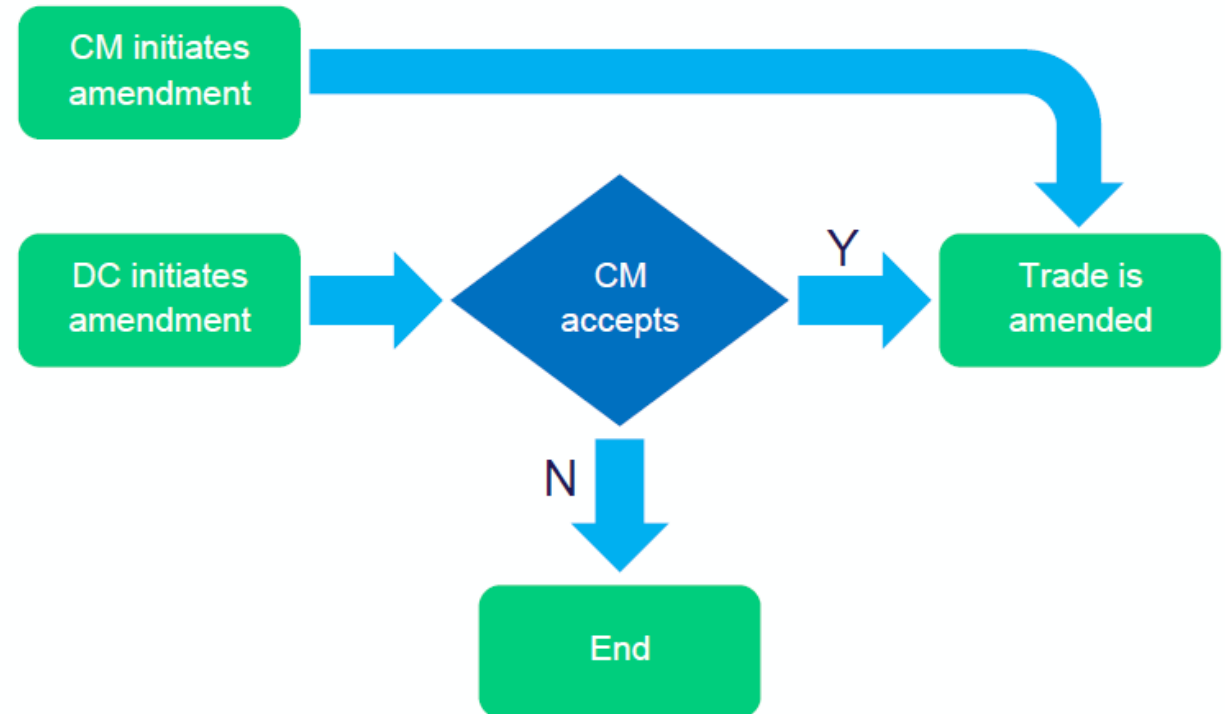 CM initiates
amendment
DC initiates
amendment
CM
accepts
Y
Trade is
amended
N
End